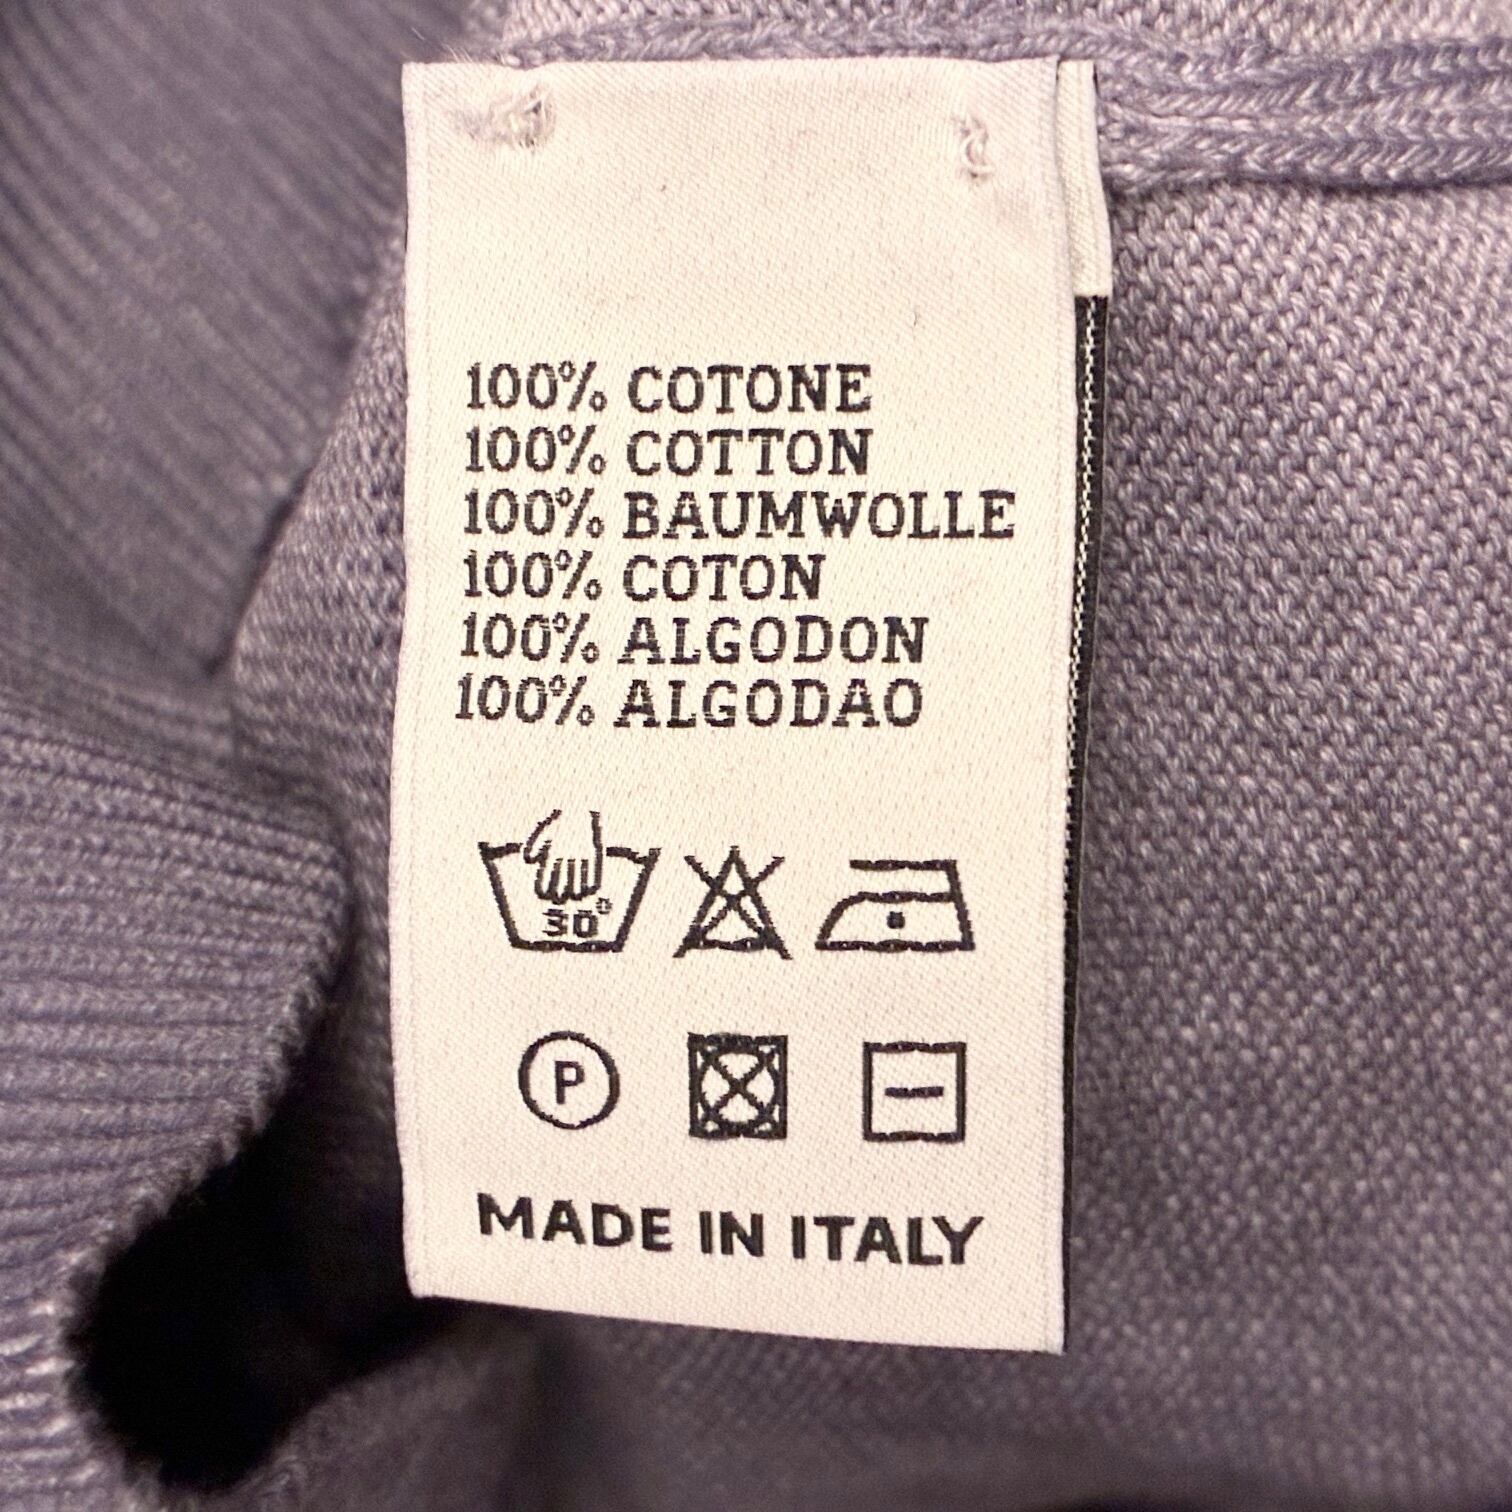 100% COTONE
100% COTTON
100% BAUMWOLLE
100% COTON
100% ALGODON
100% ALGODAO
30°
P
MADE IN ITALY